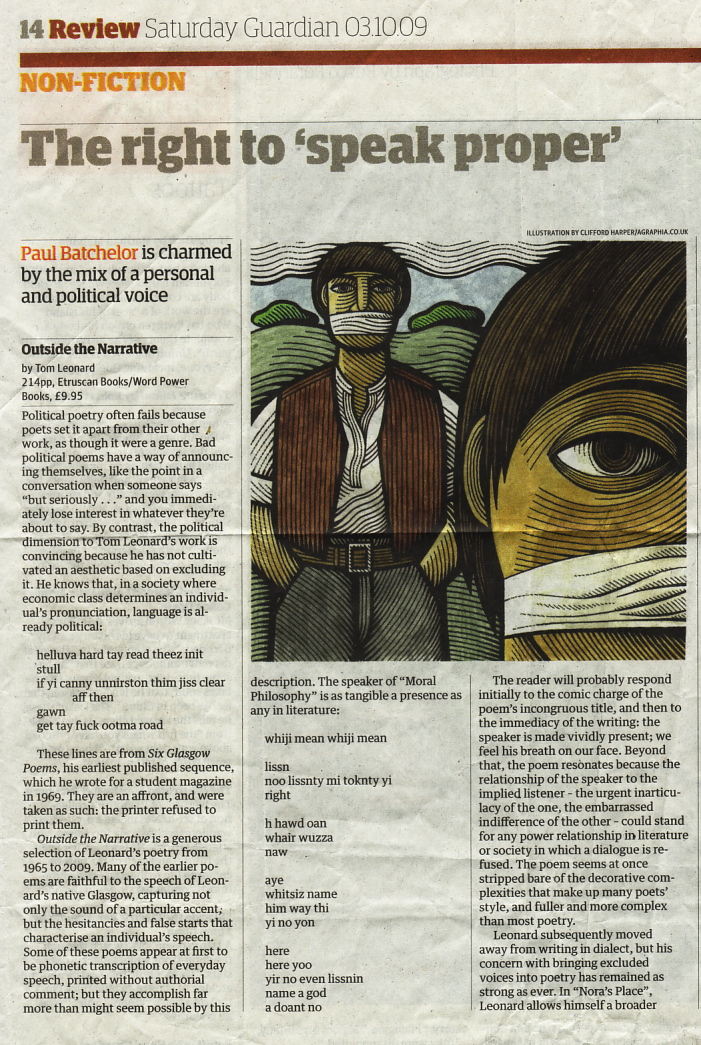 14 Review Saturday Guardian 03.10.09
NON-FICTION
The right to ‘speak proper’
ILLUSTRATION BY CLIFFORD HARPER/AGRAPHIA.CO.UK
Paul Batchelor is charmed
by the mix of a personal
and political voice
Outside the Narrative
by Tom Leonard
214pp, Etruscan Books/Word Power
Books, £9.95
Political poetry often fails because
poets set it apart from their other
work, as though it were a genre. Bad
political poems have a way of announc-
ing themselves, like the point in a
conversation when someone says
“but seriously . . .” and you immedi-
ately lose interest in whatever they’re
about to say. By contrast, the political
dimension to Tom Leonard’s work is
convincing because he has not culti-
vated an aesthetic based on excluding
it. He knows that, in a society where
economic class determines an individ-
ual’s pronunciation, language is al-
ready political:
helluva hard tay read theez init
stull
if yi canny unnirston thim jiss clear
aff then
gawn
get tay fuck ootma road
These lines are from Six Glasgow
Poems, his earliest published sequence,
which he wrote for a student magazine
in 1969. They are an affront, and were
taken as such: the printer refused to
print them.
Outside the Narrative is a generous
selection of Leonard’s poetry from
1965 to 2009. Many of the earlier po-
ems are faithful to the speech of Leon-
ard’s native Glasgow, capturing not
only the sound of a particular accent,
but the hesitancies and false starts that
characterise an individual’s speech.
Some of these poems appear at first to
be phonetic transcription of everyday
speech, printed without authorial
comment; but they accomplish far
more than might seem possible by this
description. The speaker of “Moral
Philosophy” is as tangible a presence as
any in literature:
whiji mean whiji mean
lissn
noo lissnty mi toknty yi
right
h hawd oan
whair wuzza
naw
aye
whitsiz name
him way thi
yi no yon
here
here yoo
yir no even lissnin
name a god
a doant no
The reader will probably respond
initially to the comic charge of the
poem’s incongruous title, and then to
the immediacy of the writing: the
speaker is made vividly present; we
feel his breath on our face. Beyond
that, the poem resonates because the
relationship of the speaker to the
implied listener – the urgent inarticu-
lacy of the one, the embarrassed
indifference of the other – could stand
for any power relationship in literature
or society in which a dialogue is re-
fused. The poem seems at once
stripped bare of the decorative com-
plexities that make up many poets’
style, and fuller and more complex
than most poetry.
Leonard subsequently moved
away from writing in dialect, but his
concern with bringing excluded
voices into poetry has remained as
strong as ever. In “Nora’s Place”,
Leonard allows himself a broader